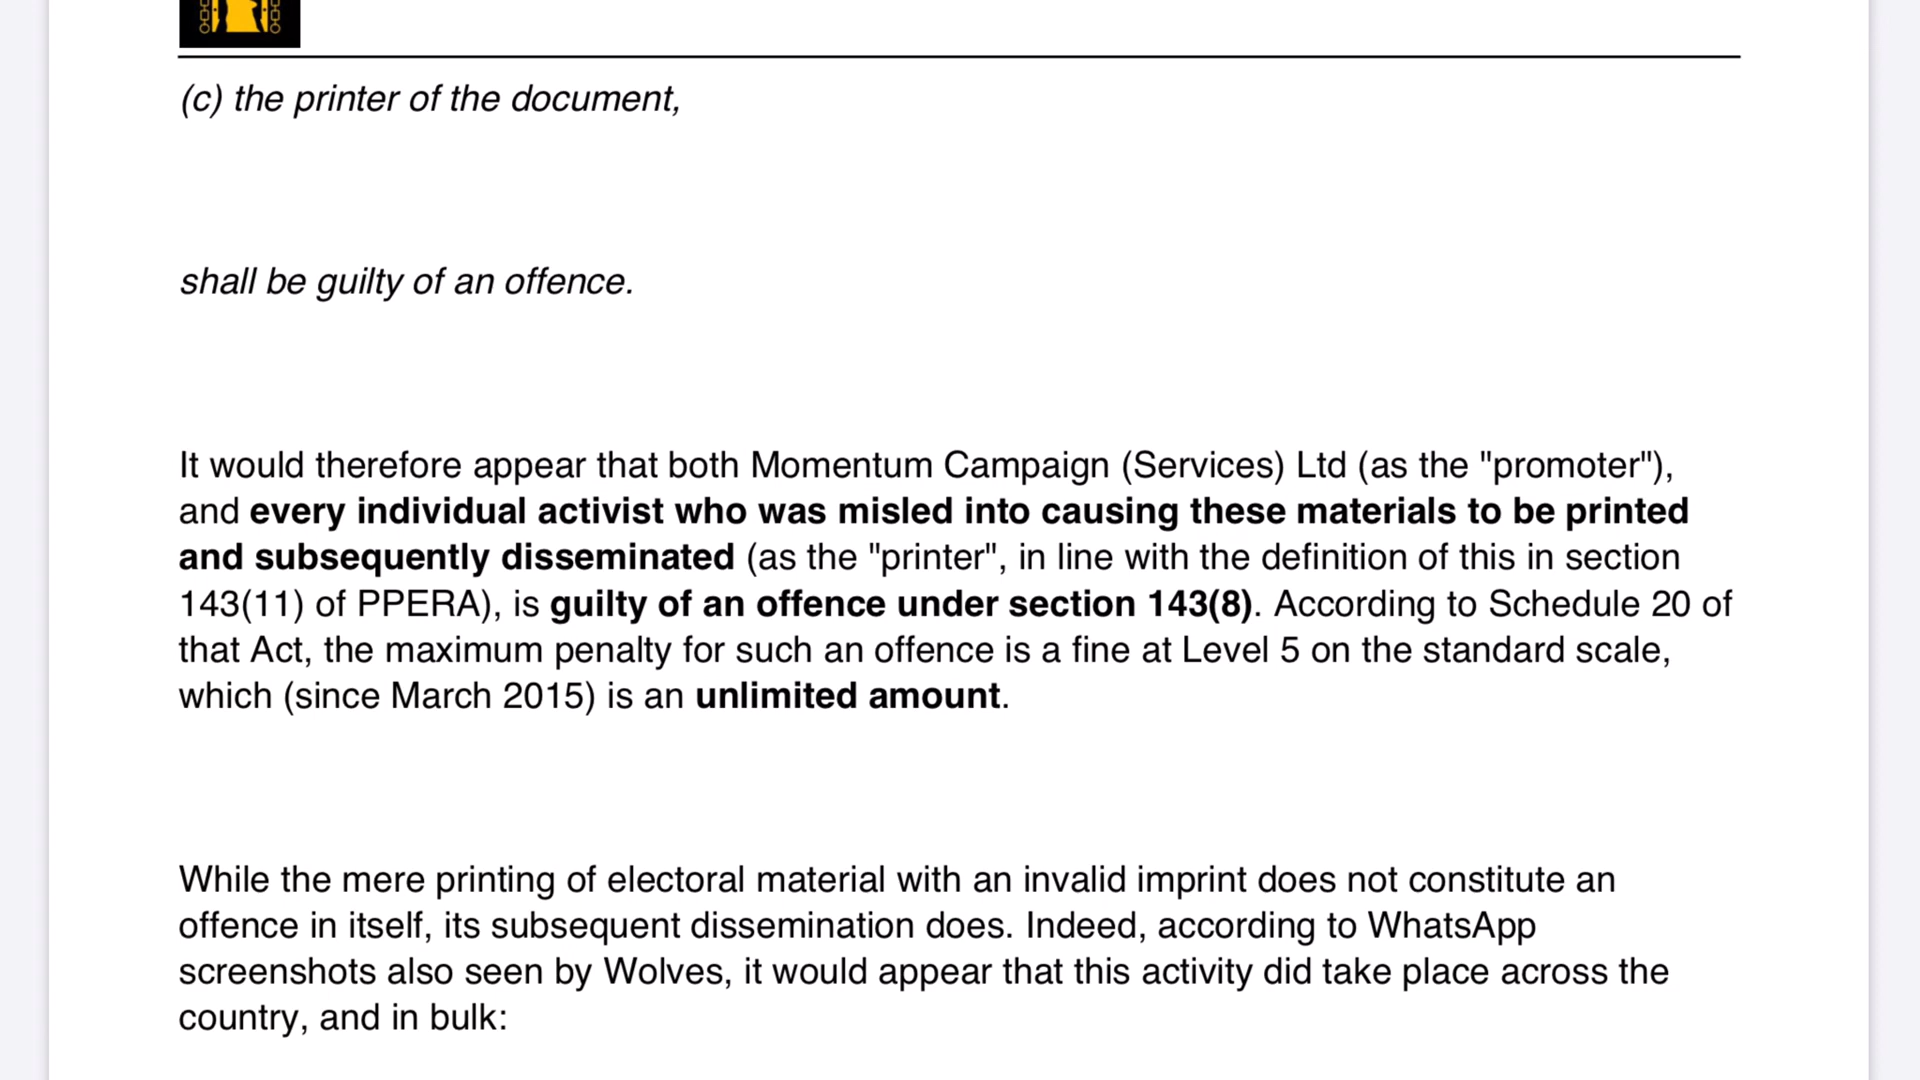 (c) the printer of the document,
shall be guilty of an offence.
It would therefore appear that both Momentum Campaign (Services) Ltd (as the "promoter"),
and every individual activist who was misled into causing these materials to be printed
and subsequently disseminated (as the "printer", in line with the definition of this in section
143(11) of PPERA), is guilty of an offence under section 143(8). According to Schedule 20 of
that Act, the maximum penalty for such an offence is a fine at Level 5 on the standard scale,
which (since March 2015) is an unlimited amount.
While the mere printing of electoral material with an invalid imprint does not constitute an
offence in itself, its subsequent dissemination does. Indeed, according to WhatsApp
screenshots also seen by Wolves, it would appear that this activity did take place across the
country, and in bulk: